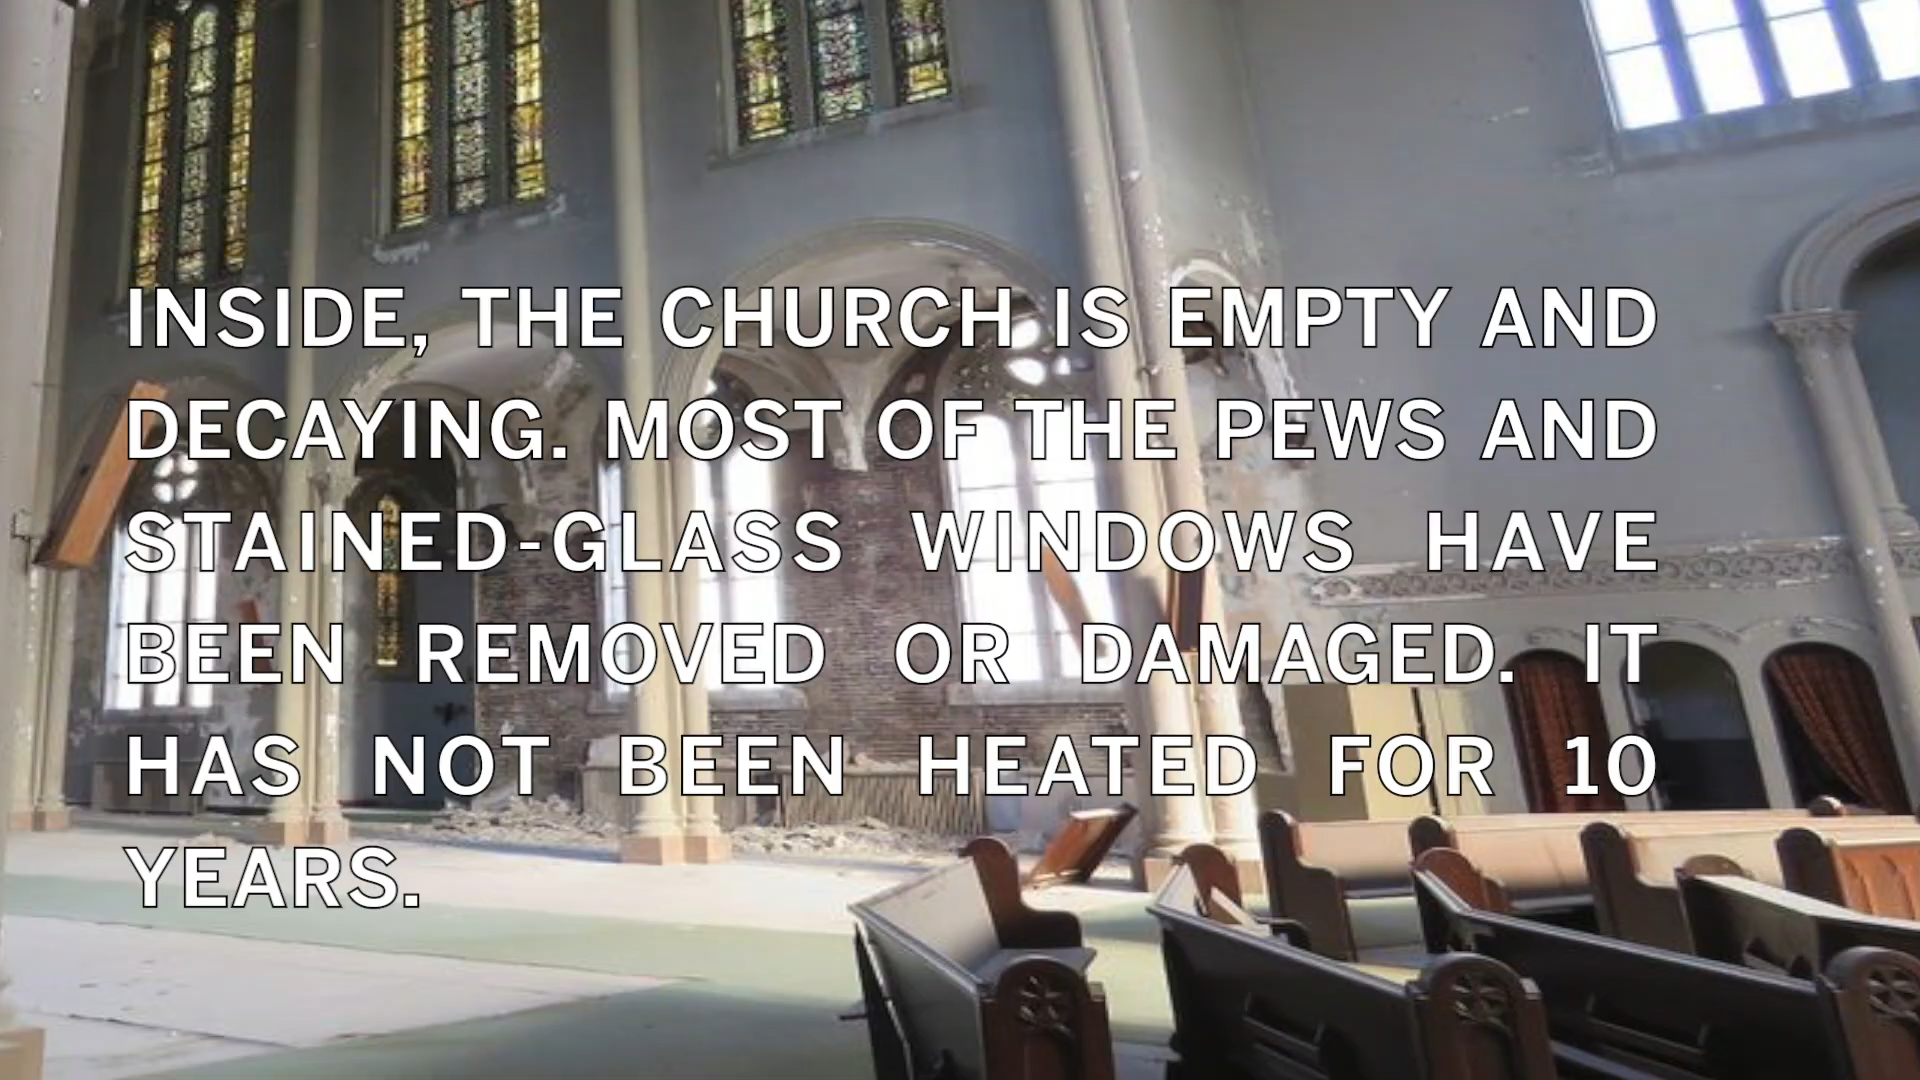 INSIDE, THE CHURCH IS EMPTY AND
DECAYING. MOST OF THE PEWS AND
STAINED-GLASS WINDOWS HAVE
BEEN REMOVED OR DAMAGED. IT
HAS NOT BEEN HEATED FOR 10
YEARS.